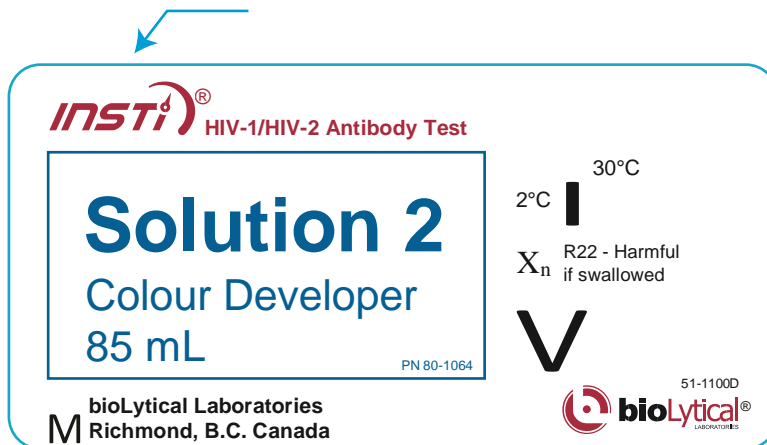 INSTi®
HIV-1/HIV-2 Antibody Test
Solution 2
Colour Developer
85 mL
PN 80-1064
30°C
2°C
Xn R22 - Harmful
if swallowed
V
51-1100D
bioLytical®
LABORATORIES
M bioLytical Laboratories
Richmond, B.C. Canada